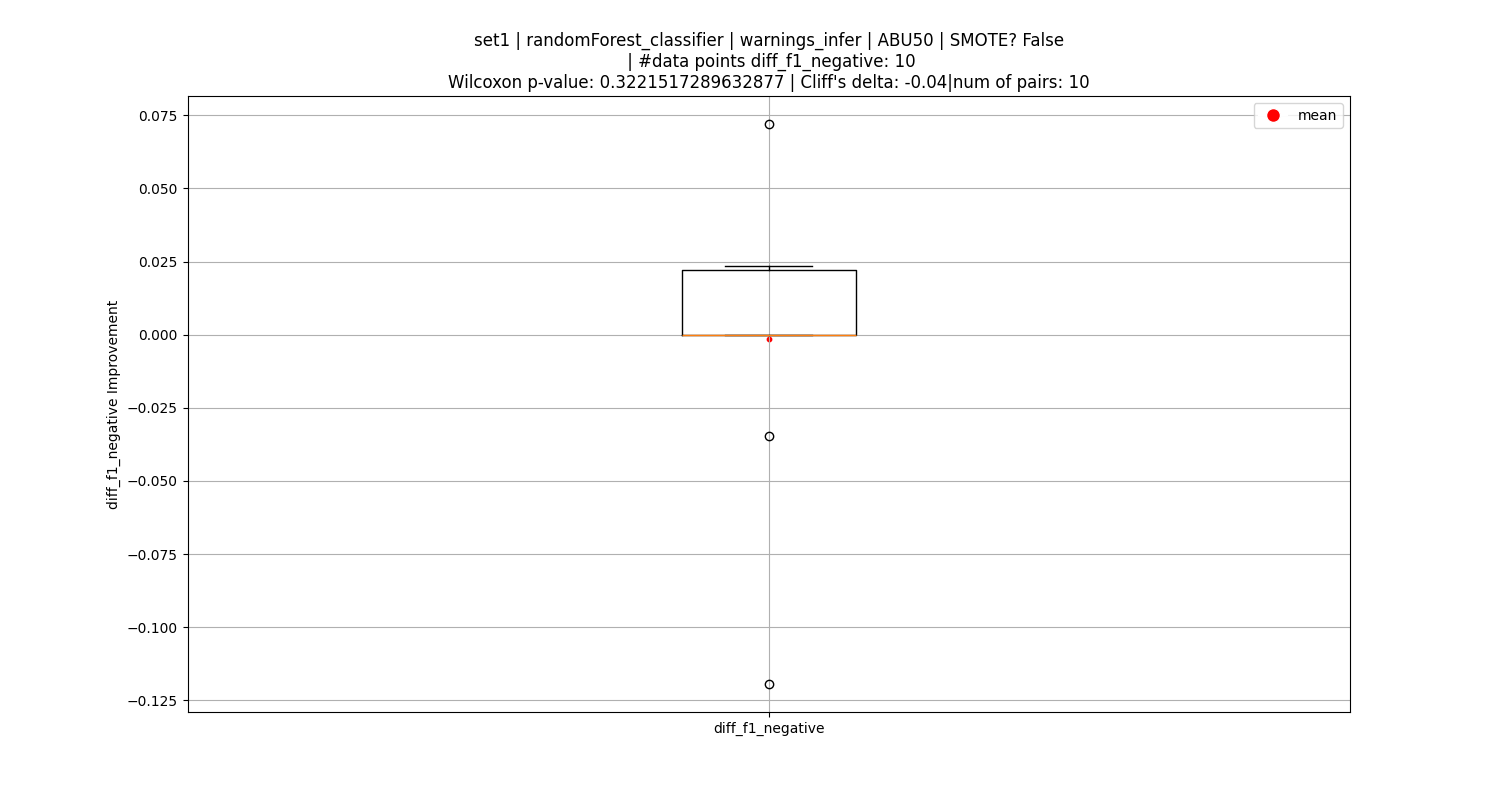 set1 | randomForest_classifier | warnings_infer | ABU50 | SMOTE? False
| #data points diff_f1_negative: 10
Wilcoxon p-value: 0.3221517289632877 | Cliff's delta: -0.04|num of pairs: 10
mean
0.075
0.050
0.025
0.000
−0.025
−0.050
−0.075
−0.100
−0.125
diff_f1_negative Improvement
diff_f1_negative